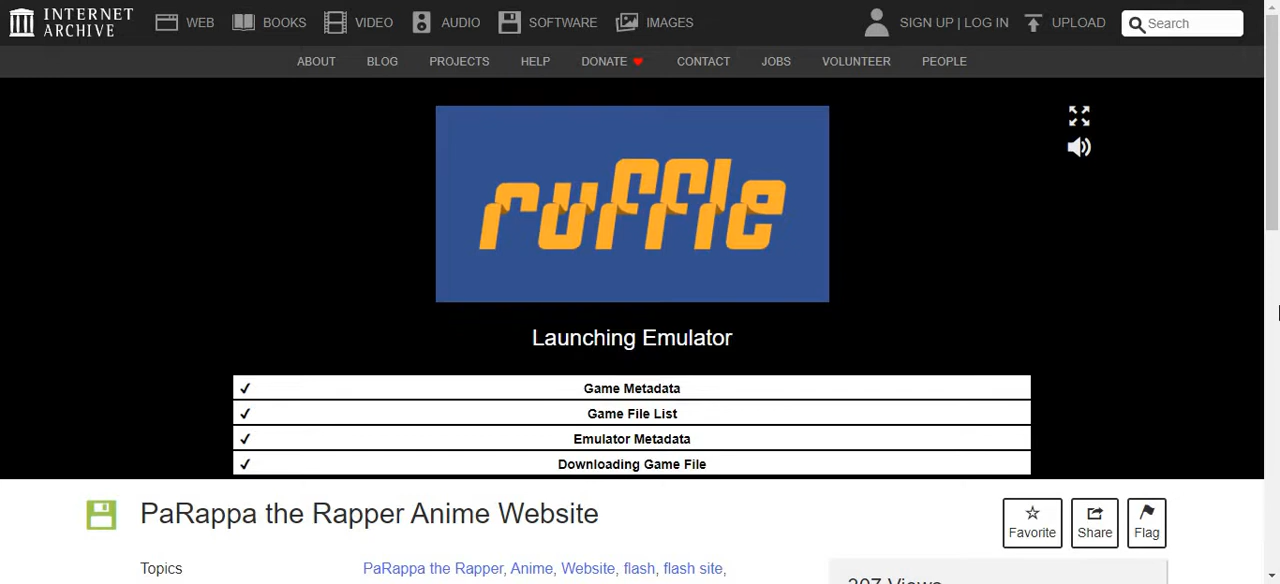 INTERNET ARCHIVE WEB BOOKS VIDEO AUDIO SOFTWARE IMAGES SIGN UP | LOG IN UPLOAD Search
ABOUT BLOG PROJECTS HELP DONATE CONTACT JOBS VOLUNTEER PEOPLE
ruffle
Launching Emulator
✔ Game Metadata
✔ Game File List
✔ Emulator Metadata
✔ Downloading Game File
PaRappa the Rapper Anime Website
Favorite Share Flag
Topics PaRappa the Rapper, Anime, Website, flash, flash site,
207 Views